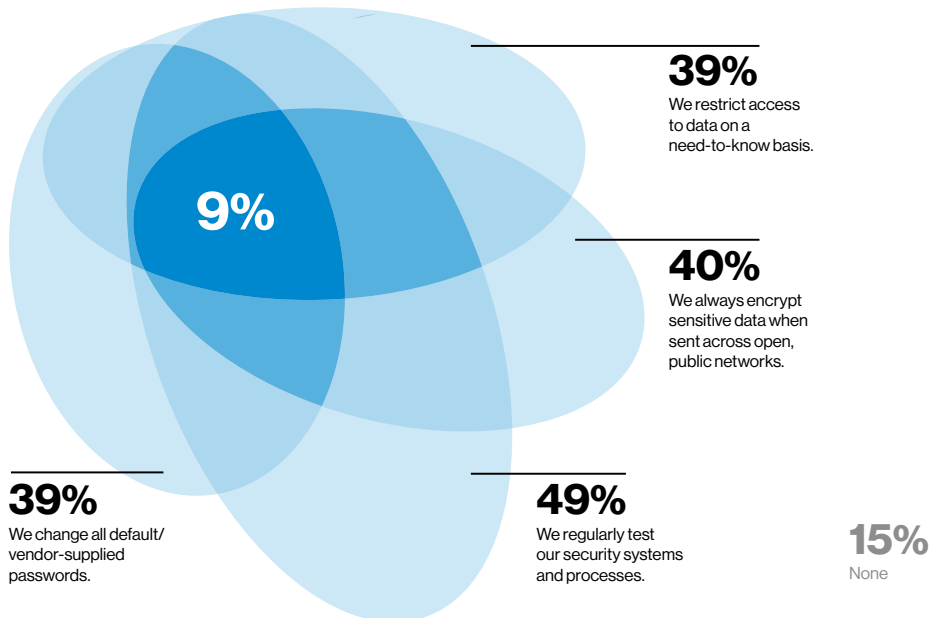 39%
We restrict access
to data on a
need-to-know basis.
9%
40%
We always encrypt
sensitive data when
sent across open,
public networks.
39%
We change all default/
vendor-supplied
passwords.
49%
We regularly test
our security systems
and processes.
15%
None